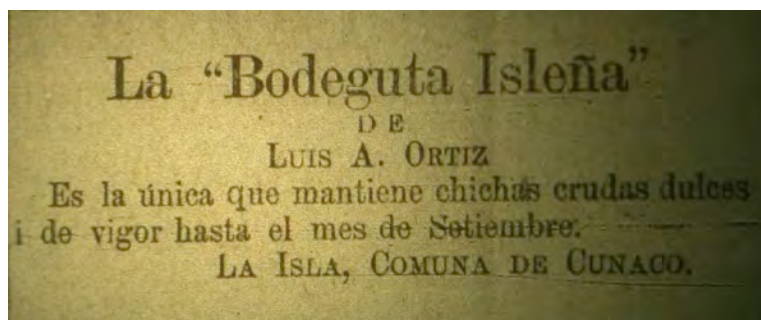 La “Bodeguta Isleña”
DE
LUIS A. ORTIZ
Es la única que mantiene chichas crudas dulces
i de vigor hasta el mes de Setiembre.
LA ISLA, COMUNA DE CUNACO.